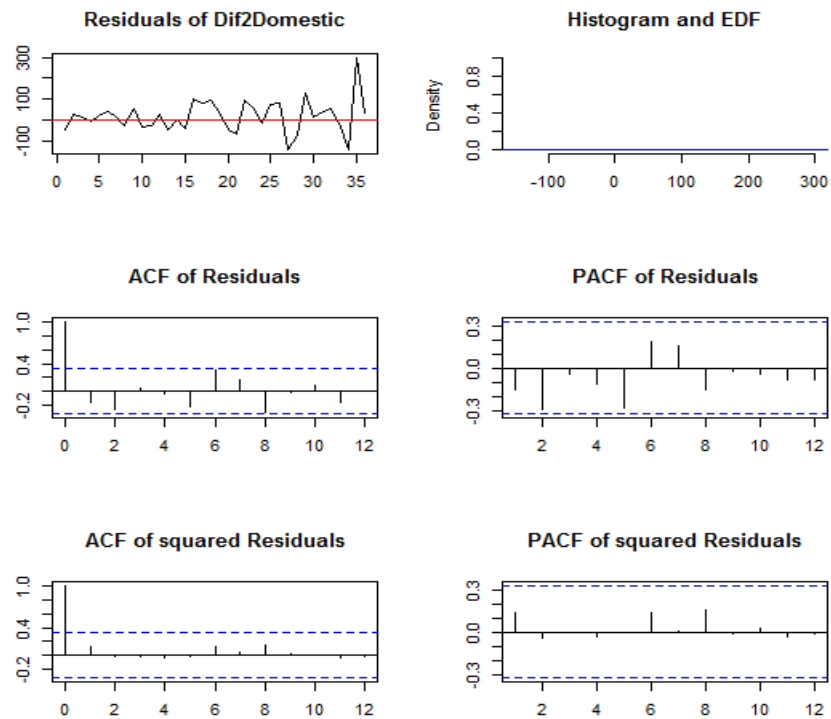 Residuals of Dif2Domestic
300
100
-100
0 5 10 15 20 25 30 35
Histogram and EDF
Density
0.8
0.4
0.0
-100 0 100 200 300
ACF of Residuals
1.0
0.4
-0.2
0 2 4 6 8 10 12
PACF of Residuals
0.3
0.0
-0.3
2 4 6 8 10 12
ACF of squared Residuals
1.0
0.4
-0.2
0 2 4 6 8 10 12
PACF of squared Residuals
0.3
0.0
-0.3
2 4 6 8 10 12